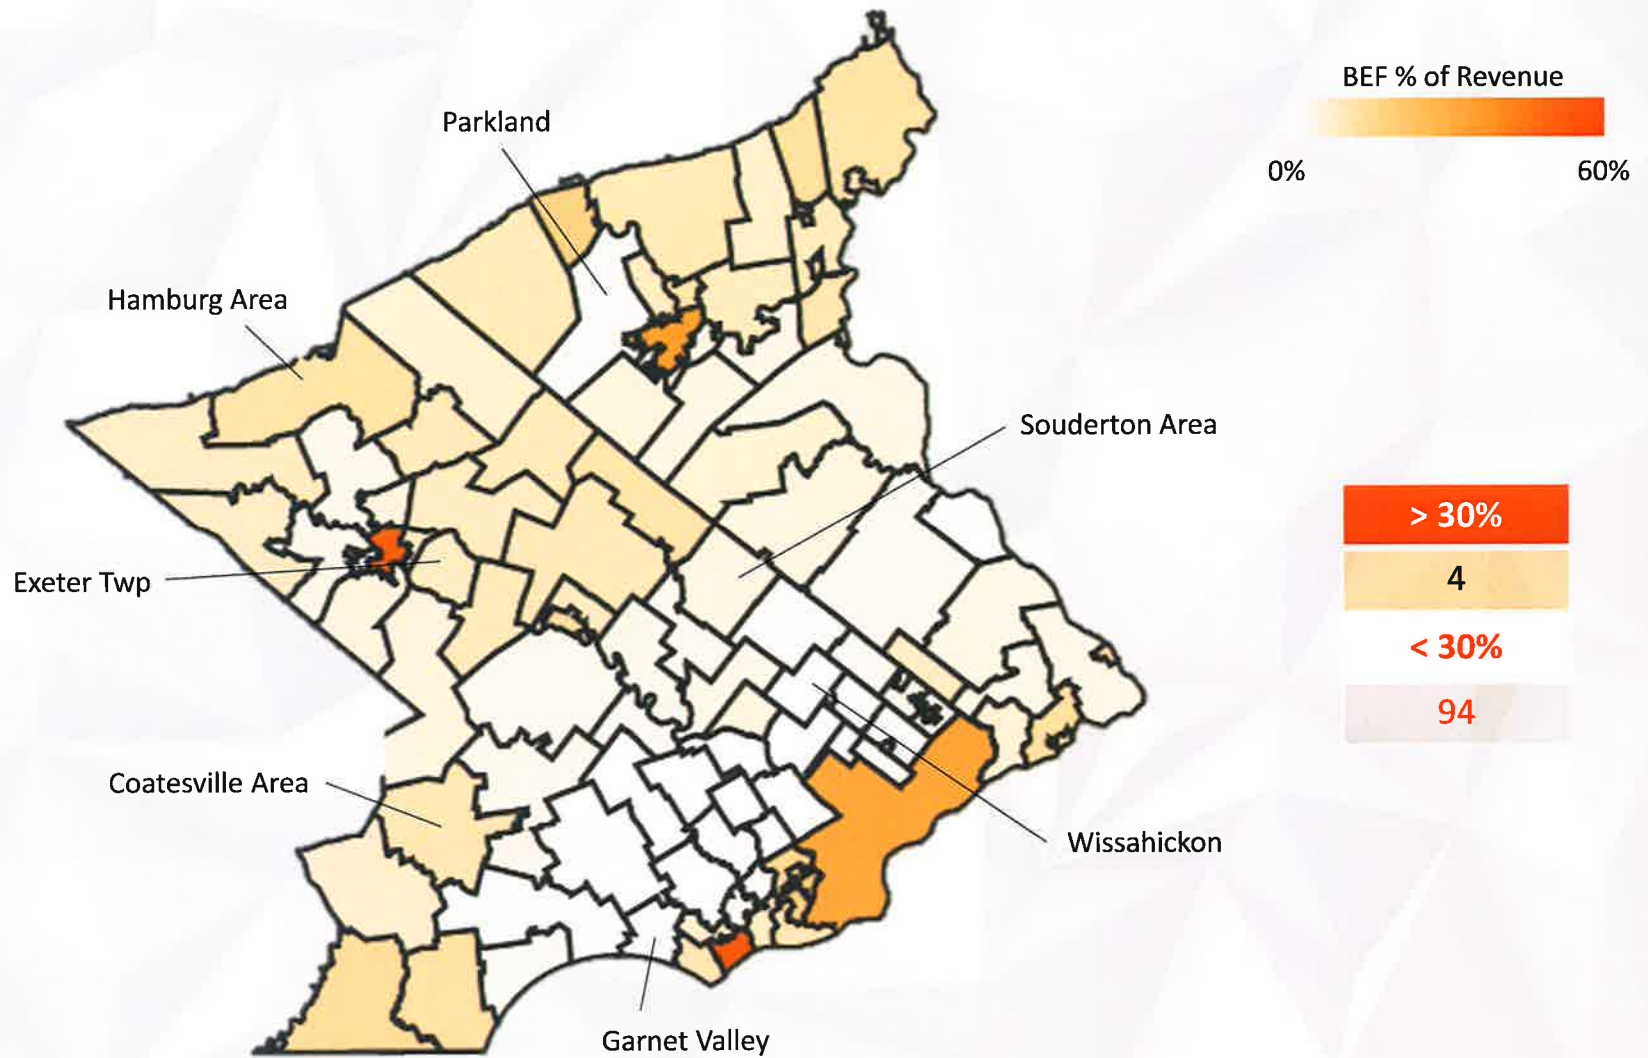 BEF % of Revenue
0%
60%
Parkland
Hamburg Area
Souderton Area
> 30%
4
< 30%
94
Exeter Twp
Coatesville Area
Wissahickon
Garnet Valley